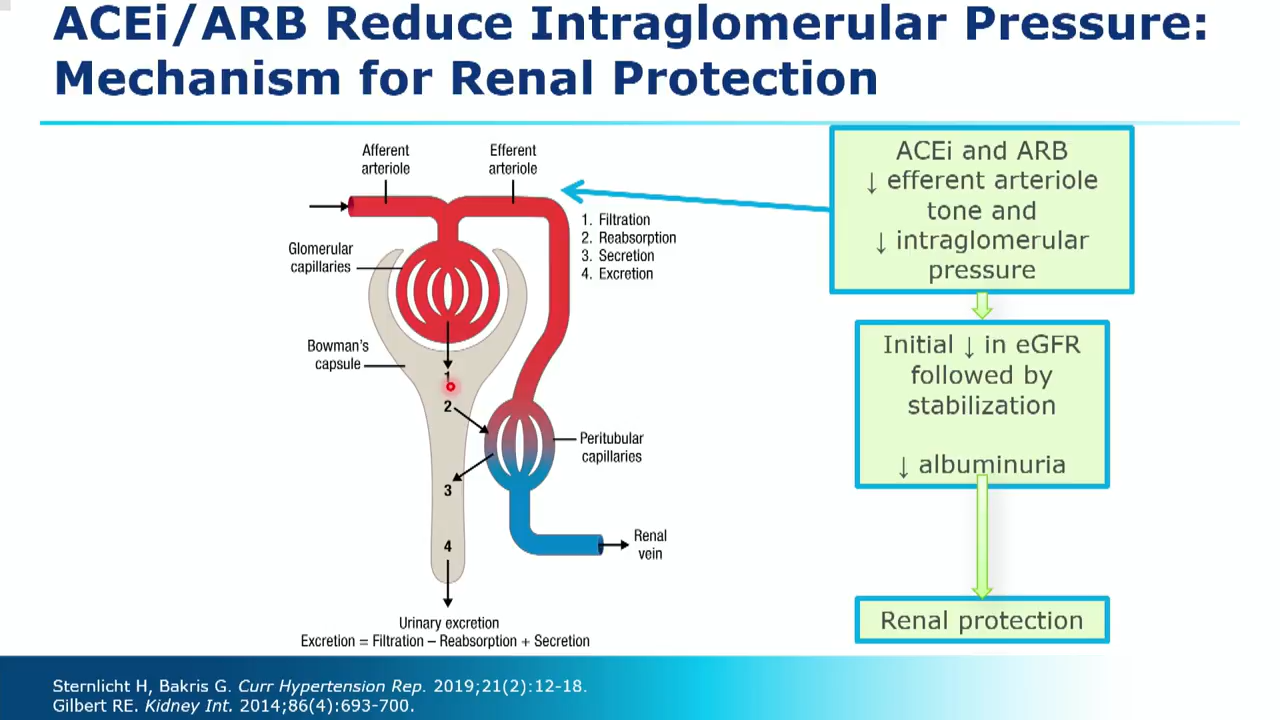 ACEi/ARB Reduce Intraglomerular Pressure:
Mechanism for Renal Protection
Afferent
arteriole
Efferent
arteriole
1. Filtration
2. Reabsorption
3. Secretion
4. Excretion
Glomerular
capillaries
Bowman's
capsule
1
2
3
4
Peritubular
capillaries
Renal
vein
Urinary excretion
Excretion = Filtration – Reabsorption + Secretion
ACEi and ARB
↓ efferent arteriole
tone and
↓ intraglomerular
pressure
Initial ↓ in eGFR
followed by
stabilization
↓ albuminuria
Renal protection
Sternlicht H, Bakris G. Curr Hypertension Rep. 2019;21(2):12-18.
Gilbert RE. Kidney Int. 2014;86(4):693-700.